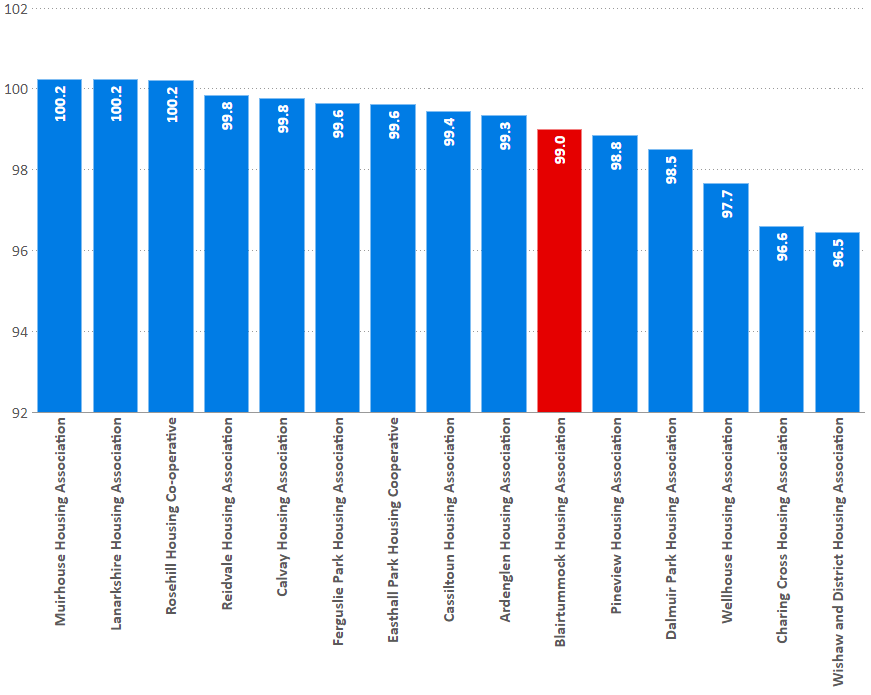 102
100
98
96
94
92
100.2
100.2
100.2
99.8
99.8
99.6
99.6
99.4
99.3
99.0
98.8
98.5
97.7
96.6
96.5
Muirhouse Housing Association
Lanarkshire Housing Association
Rosehill Housing Co-operative
Reidvale Housing Association
Calvay Housing Association
Ferguslie Park Housing Association
Easthall Park Housing Cooperative
Cassiltoun Housing Association
Ardenglen Housing Association
Blairtummock Housing Association
Pineview Housing Association
Dalmuir Park Housing Association
Wellhouse Housing Association
Charing Cross Housing Association
Wishaw and District Housing Association